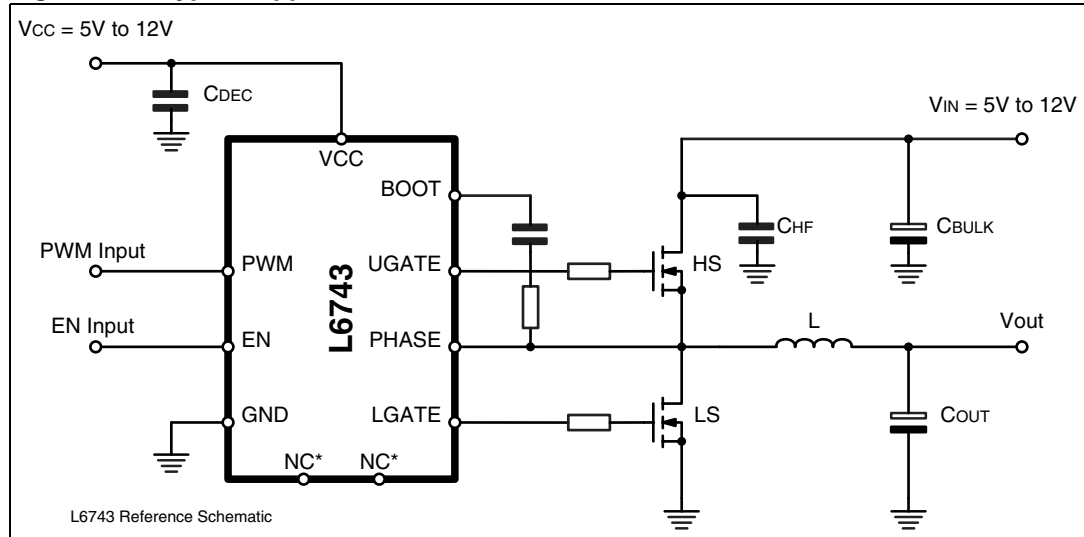 VCC = 5V to 12V
CDEC
VIN = 5V to 12V
VCC
BOOT
CHF
CBULK
PWM Input
PWM
UGATE
HS
L6743
EN Input
EN
PHASE
L
Vout
GND
LGATE
LS
COUT
NC*
NC*
L6743 Reference Schematic